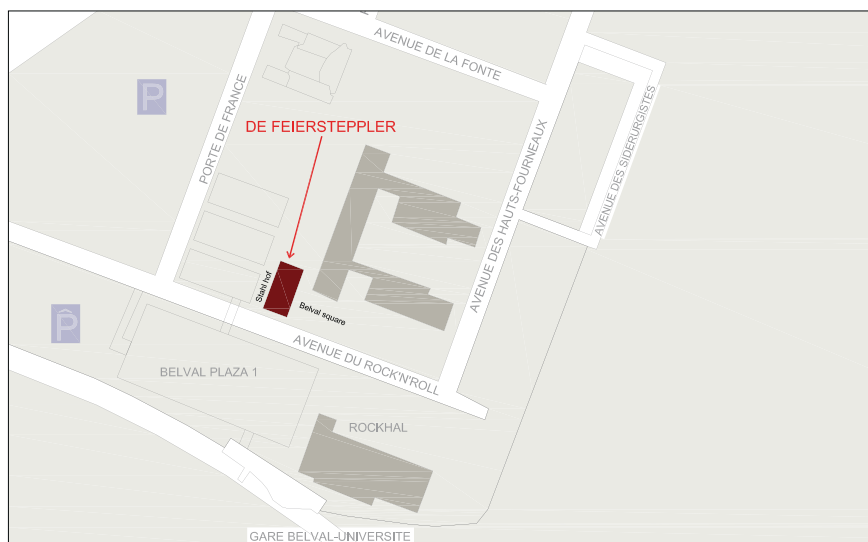 AVENUE DE LA FONTE
P
PORTE DE FRANCE
DE FEIERSTEPPLER
AVENUE DES HAUTS-FOURNEAUX
AVENUE DES SIDERURGISTES
Stahl hof
Belval square
P
AVENUE DU ROCK'N'ROLL
BELVAL PLAZA 1
ROCKHAL
GARE BELVAL-UNIVERSITE